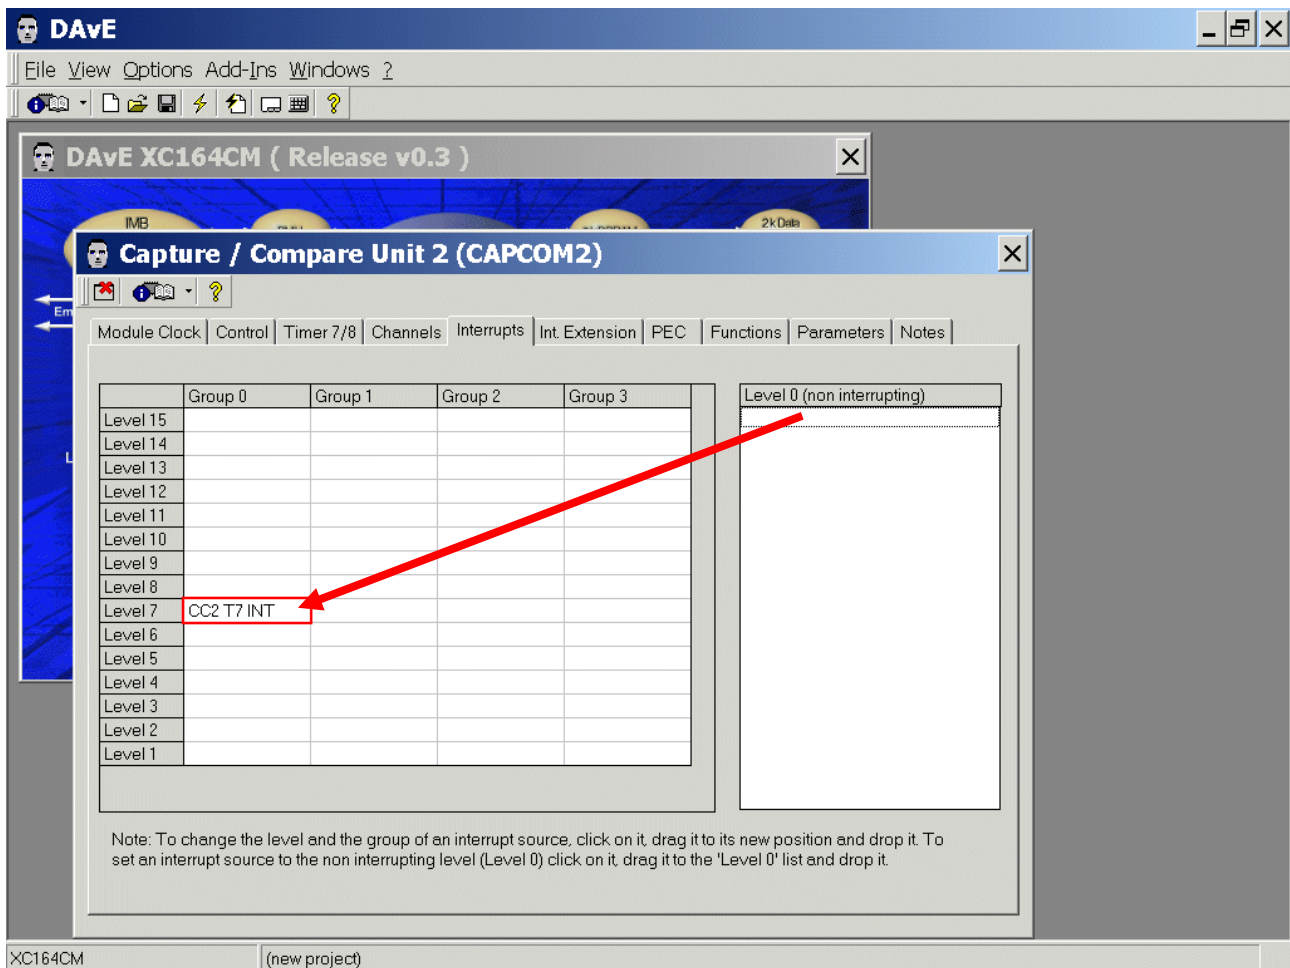 DAvE
File View Options Add-Ins Windows ?
DAvE XC164CM ( Release v0.3 )
IMB
2kData
Capture / Compare Unit 2 (CAPCOM2)
Em
Module Clock Control Timer 7/8 Channels Interrupts Int. Extension PEC Functions Parameters Notes
Group 0 Group 1 Group 2 Group 3 Level 0 (non interrupting)
Level 15
Level 14
L
Level 13
Level 12
Level 11
Level 10
Level 9
Level 8
Level 7 CC2 T7 INT
Level 6
Level 5
Level 4
Level 3
Level 2
Level 1
Note: To change the level and the group of an interrupt source, click on it, drag it to its new position and drop it. To
set an interrupt source to the non interrupting level (Level 0) click on it, drag it to the 'Level 0' list and drop it.
XC164CM (new project)